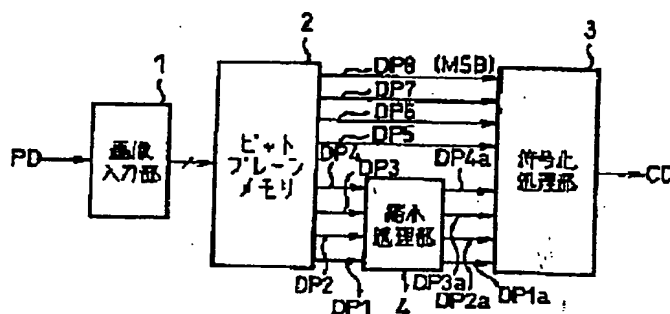 2
3
1
DP8 (MSB)
DP7
DP6
DP5
DP4
DP3
DP4a
PD
画像
入力部
ビット
プレーン
メモリ
縮小
処理部
符号化
処理部
CD
DP2
DP1
4
DP3a
DP2a
DP1a